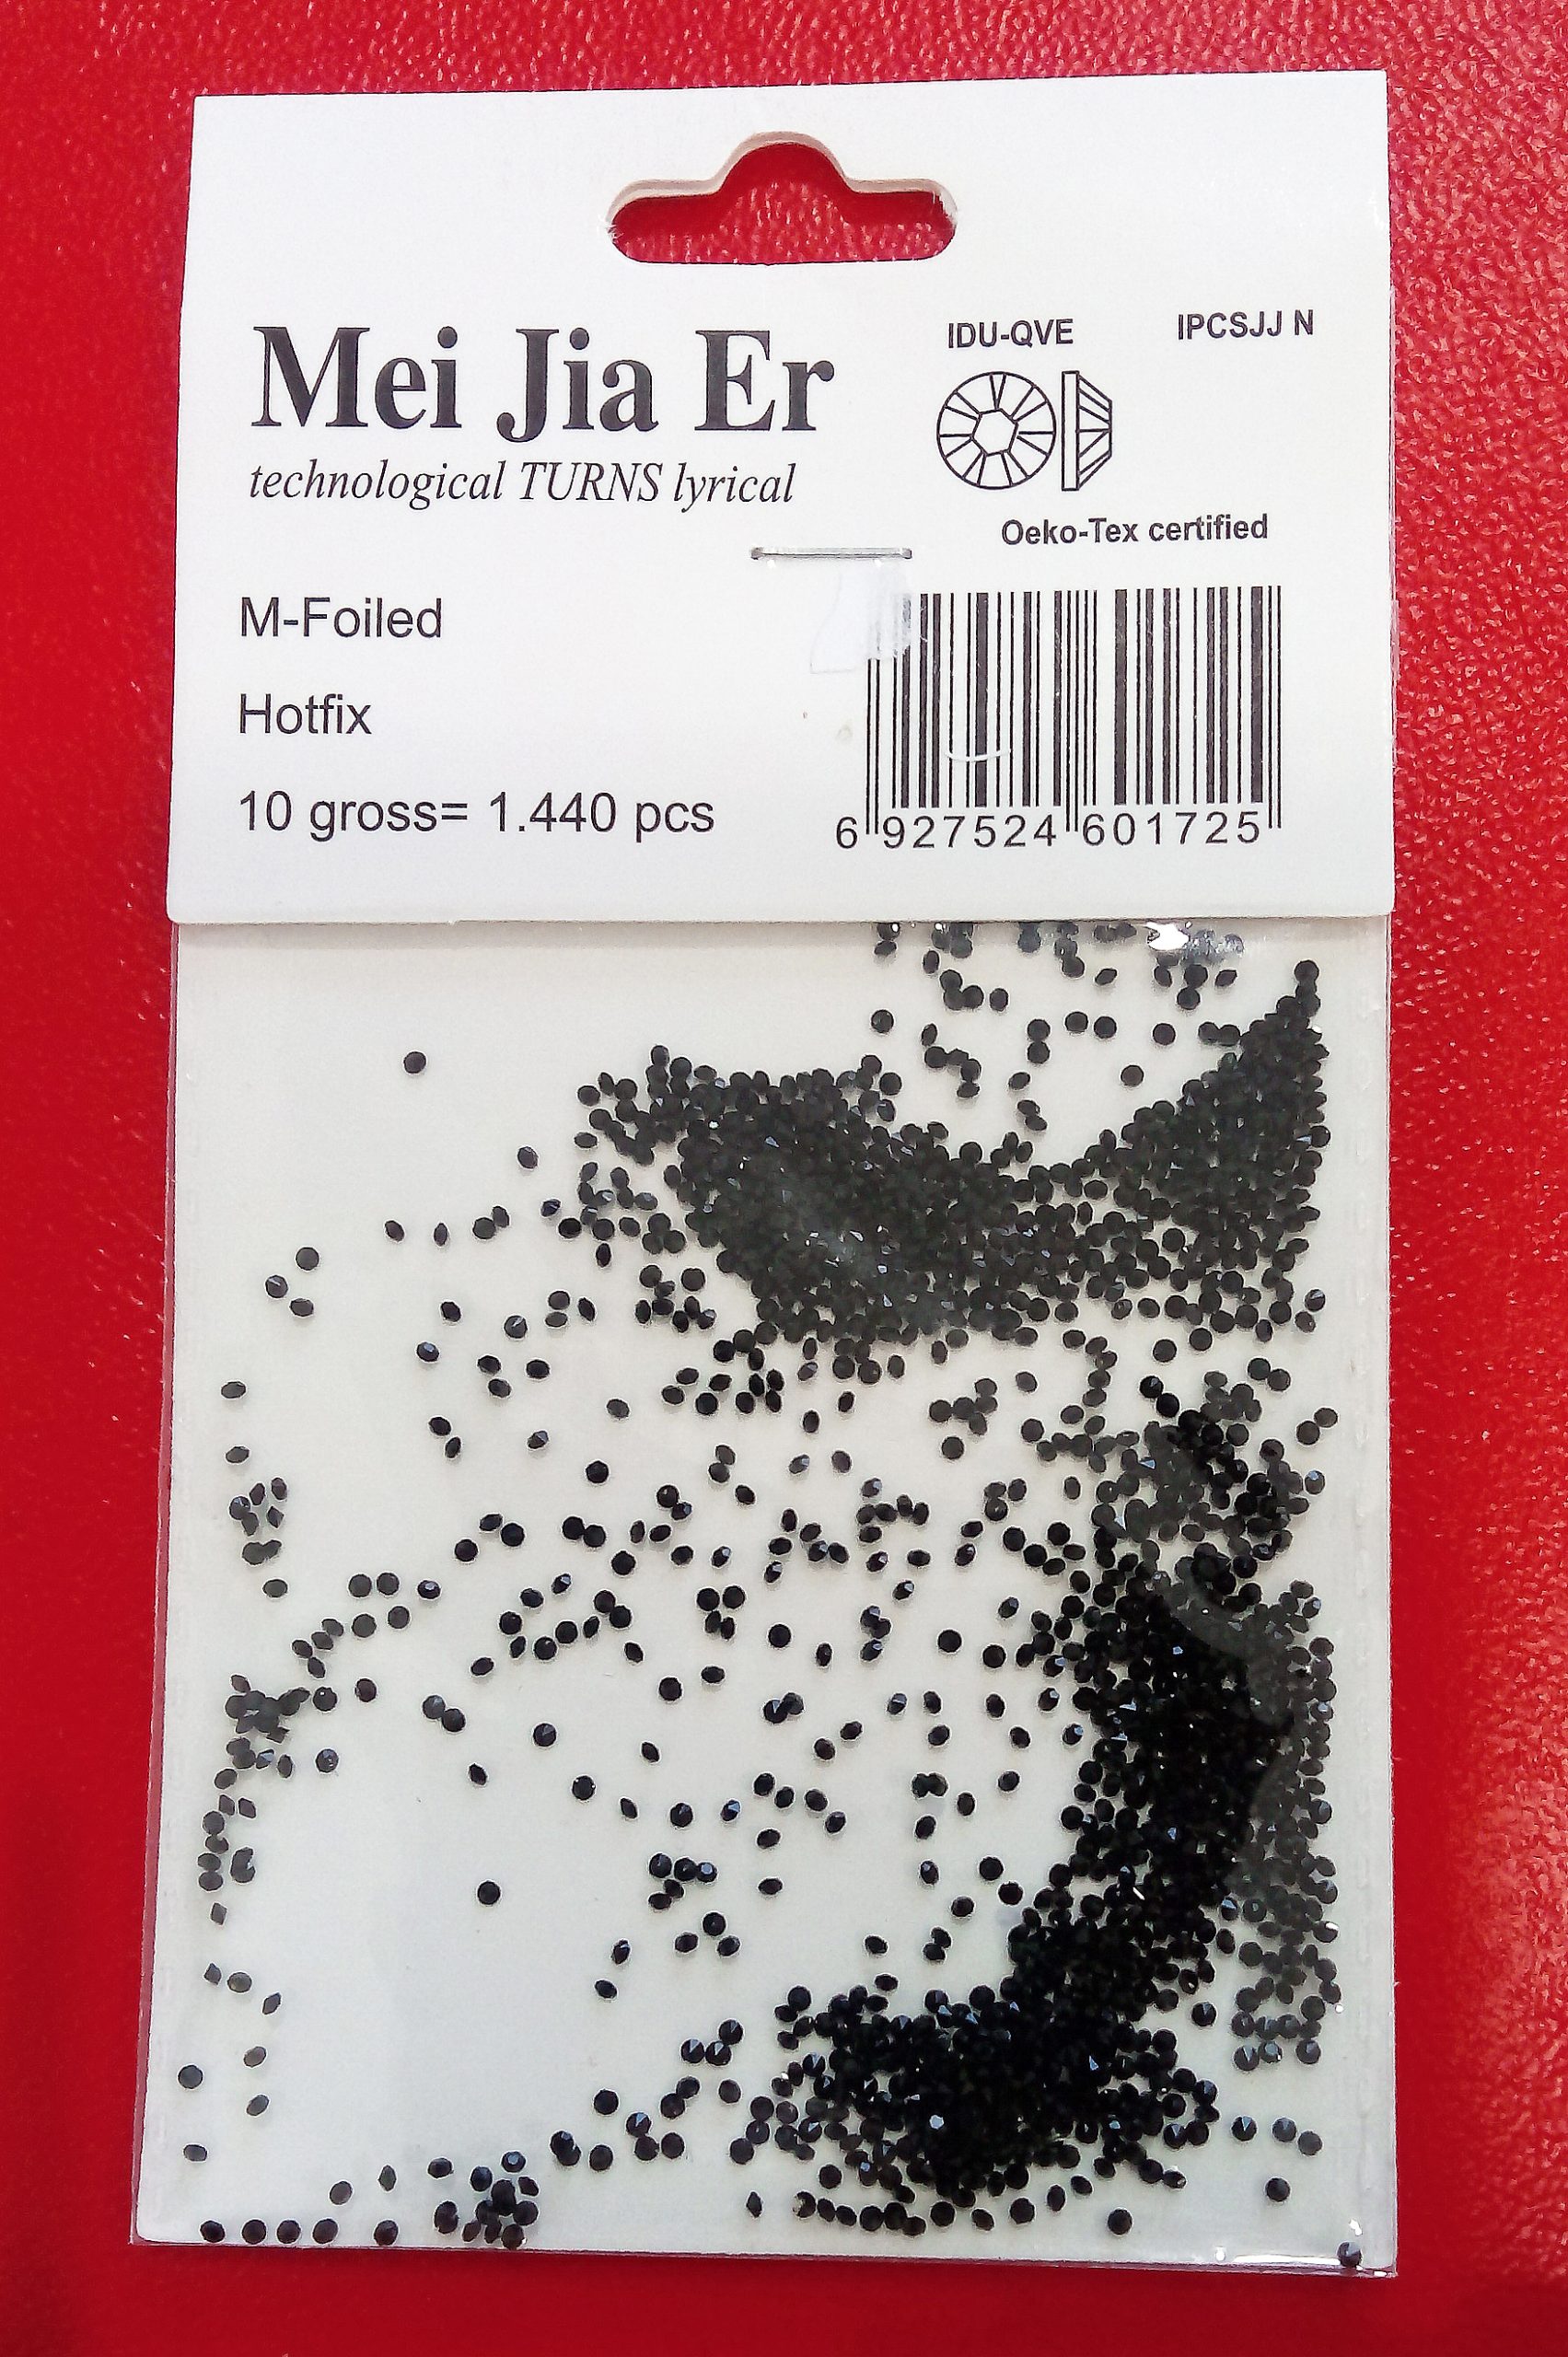 Mei Jia Er
technological TURNS lyrical
IDU-QVE IPCSJJ N
Oeko-Tex certified
M-Foiled
Hotfix
10 gross= 1.440 pcs
6 927524 601725